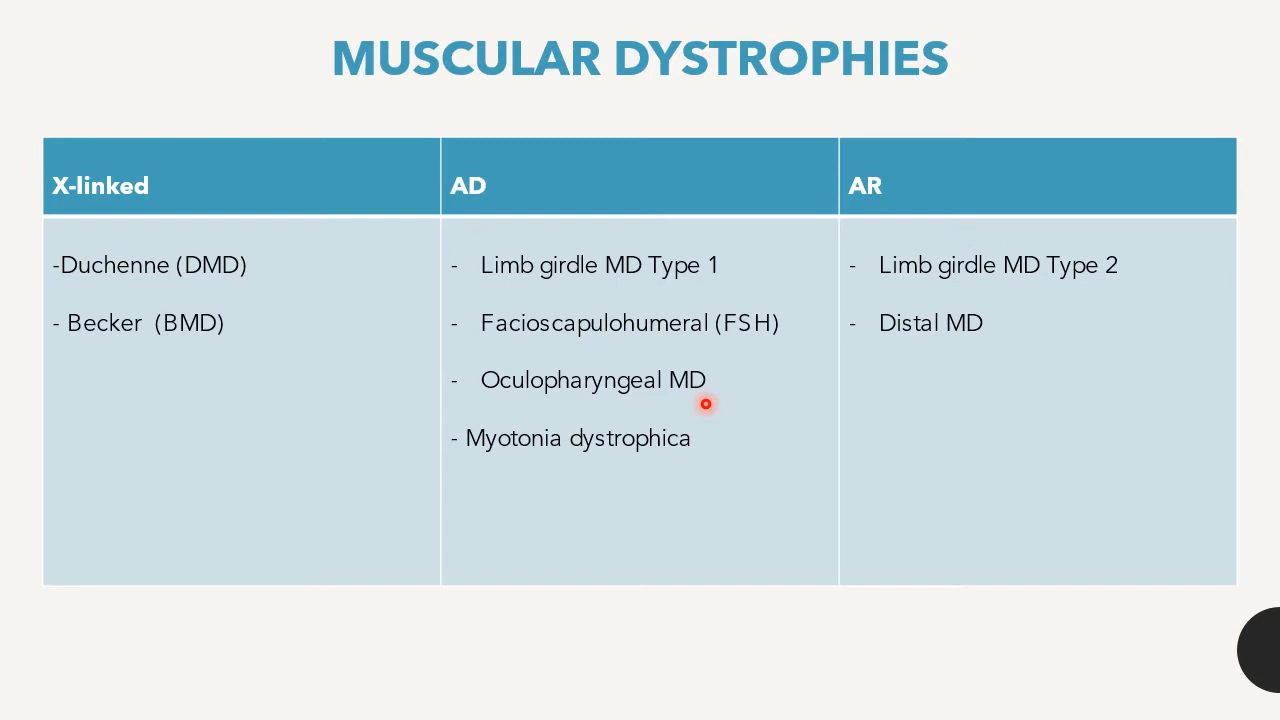 MUSCULAR DYSTROPHIES
X-linked
AD
AR
-Duchenne (DMD)
- Becker (BMD)
- Limb girdle MD Type 1
- Facioscapulohumeral (FSH)
- Oculopharyngeal MD
- Myotonia dystrophica
- Limb girdle MD Type 2
- Distal MD